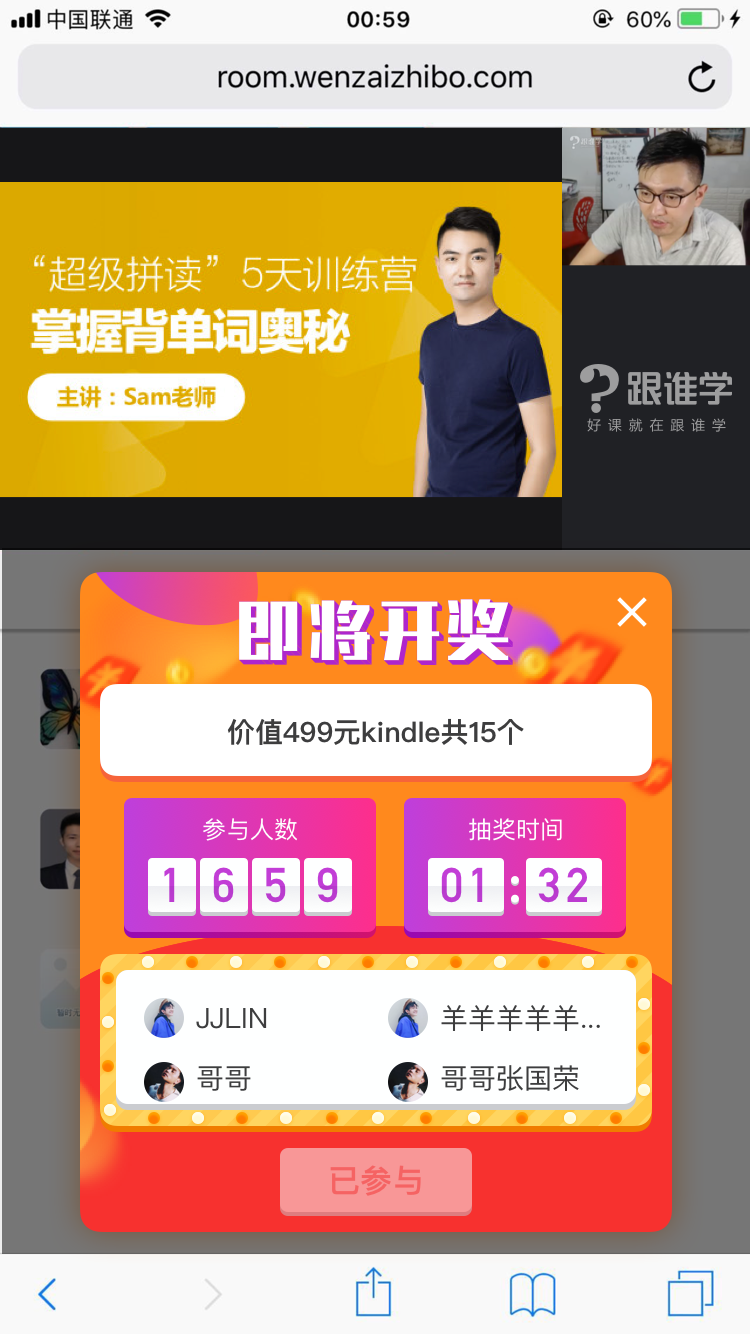 中国联通
00:59
60%
room.wenzaizhibo.com
“超级拼读”5天训练营
掌握背单词奥秘
主讲：Sam老师
跟谁学
好课就在跟谁学
即将开奖
价值499元kindle共15个
参与人数
1659
抽奖时间
01:32
JJLIN
羊羊羊羊羊...
哥哥
哥哥张国荣
已参与